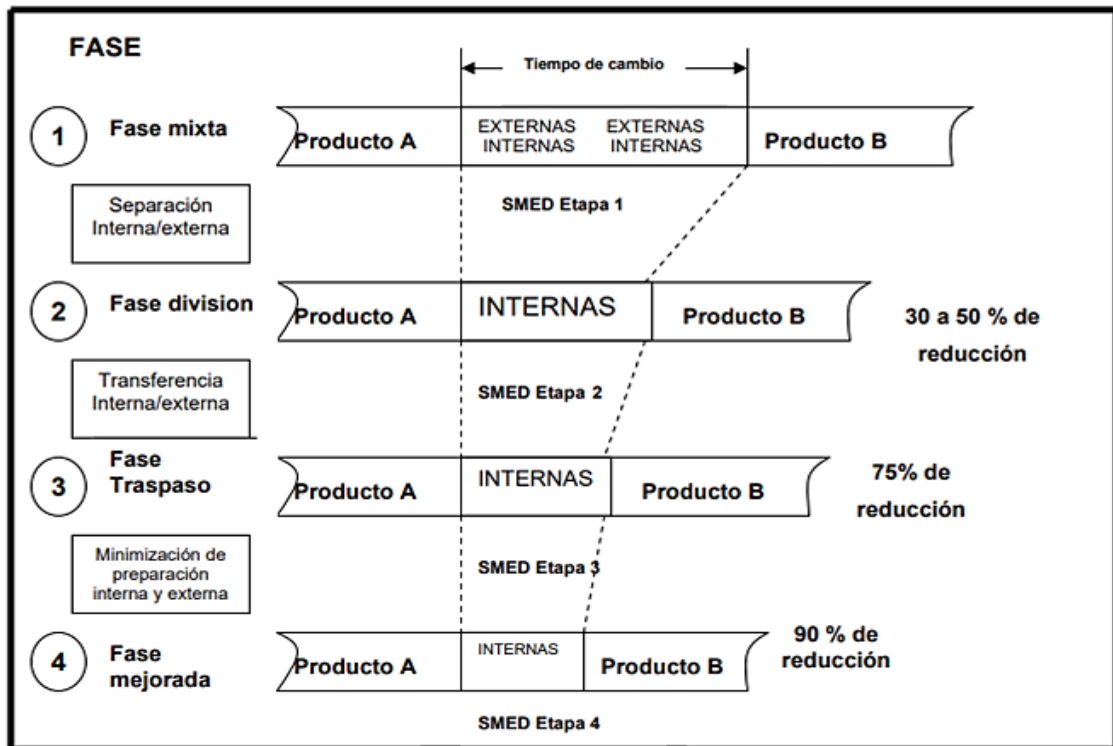 FASE
Tiempo de cambio
1
Fase mixta
Producto A
EXTERNAS EXTERNAS
INTERNAS INTERNAS
Producto B
Separación
Interna/externa
SMED Etapa 1
2
Fase division
Producto A
INTERNAS
Producto B
30 a 50 % de
reducción
Transferencia
Interna/externa
SMED Etapa 2
3
Fase
Traspaso
Producto A
INTERNAS
Producto B
75% de
reducción
Minimización de
preparación
interna y externa
SMED Etapa 3
4
Fase
mejorada
Producto A
INTERNAS
Producto B
90 % de
reducción
SMED Etapa 4